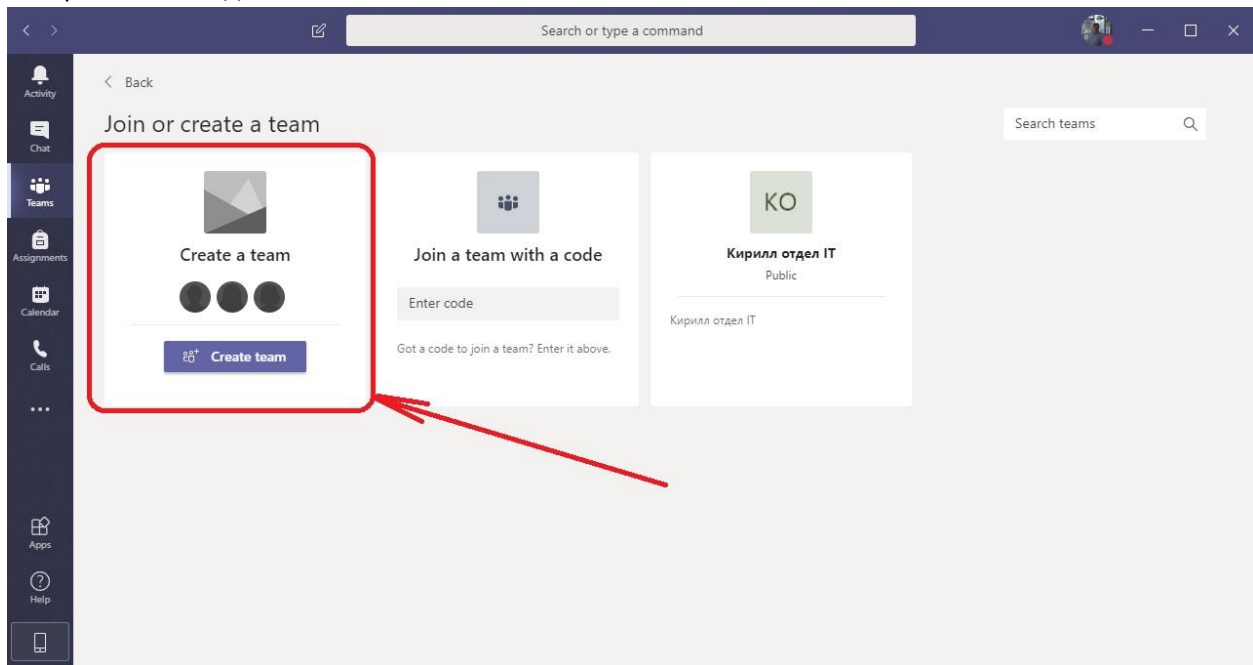 Search or type a command
Activity
Chat
Teams
Assignments
Calendar
Calls
Apps
Help
Back
Join or create a team
Search teams
Create a team
Create team
Join a team with a code
Enter code
Got a code to join a team? Enter it above.
KO
Кирилл отдел IT
Public
Кирилл отдел IT